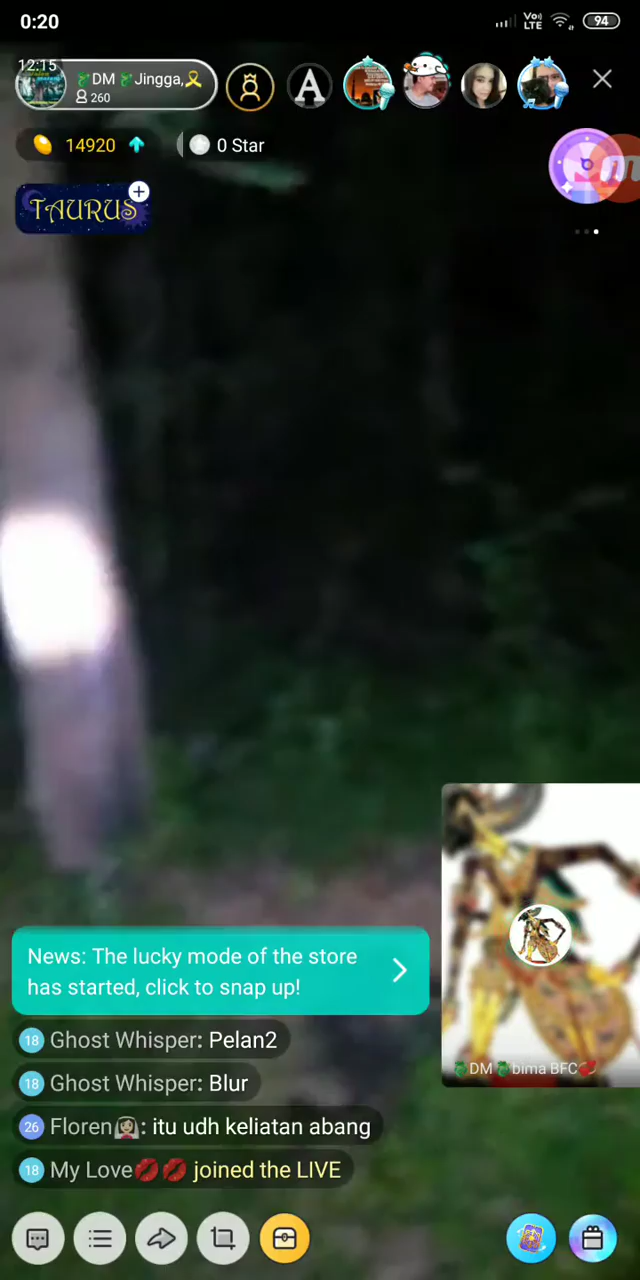 0:20
Vo) LTE
94
12:15
DM Jingga,
260
A
14920
0 Star
TAURUS
News: The lucky mode of the store
has started, click to snap up!
18 Ghost Whisper: Pelan2
18 Ghost Whisper: Blur
DM bima BFC
26 Floren: itu udh keliatan abang
18 My Love joined the LIVE